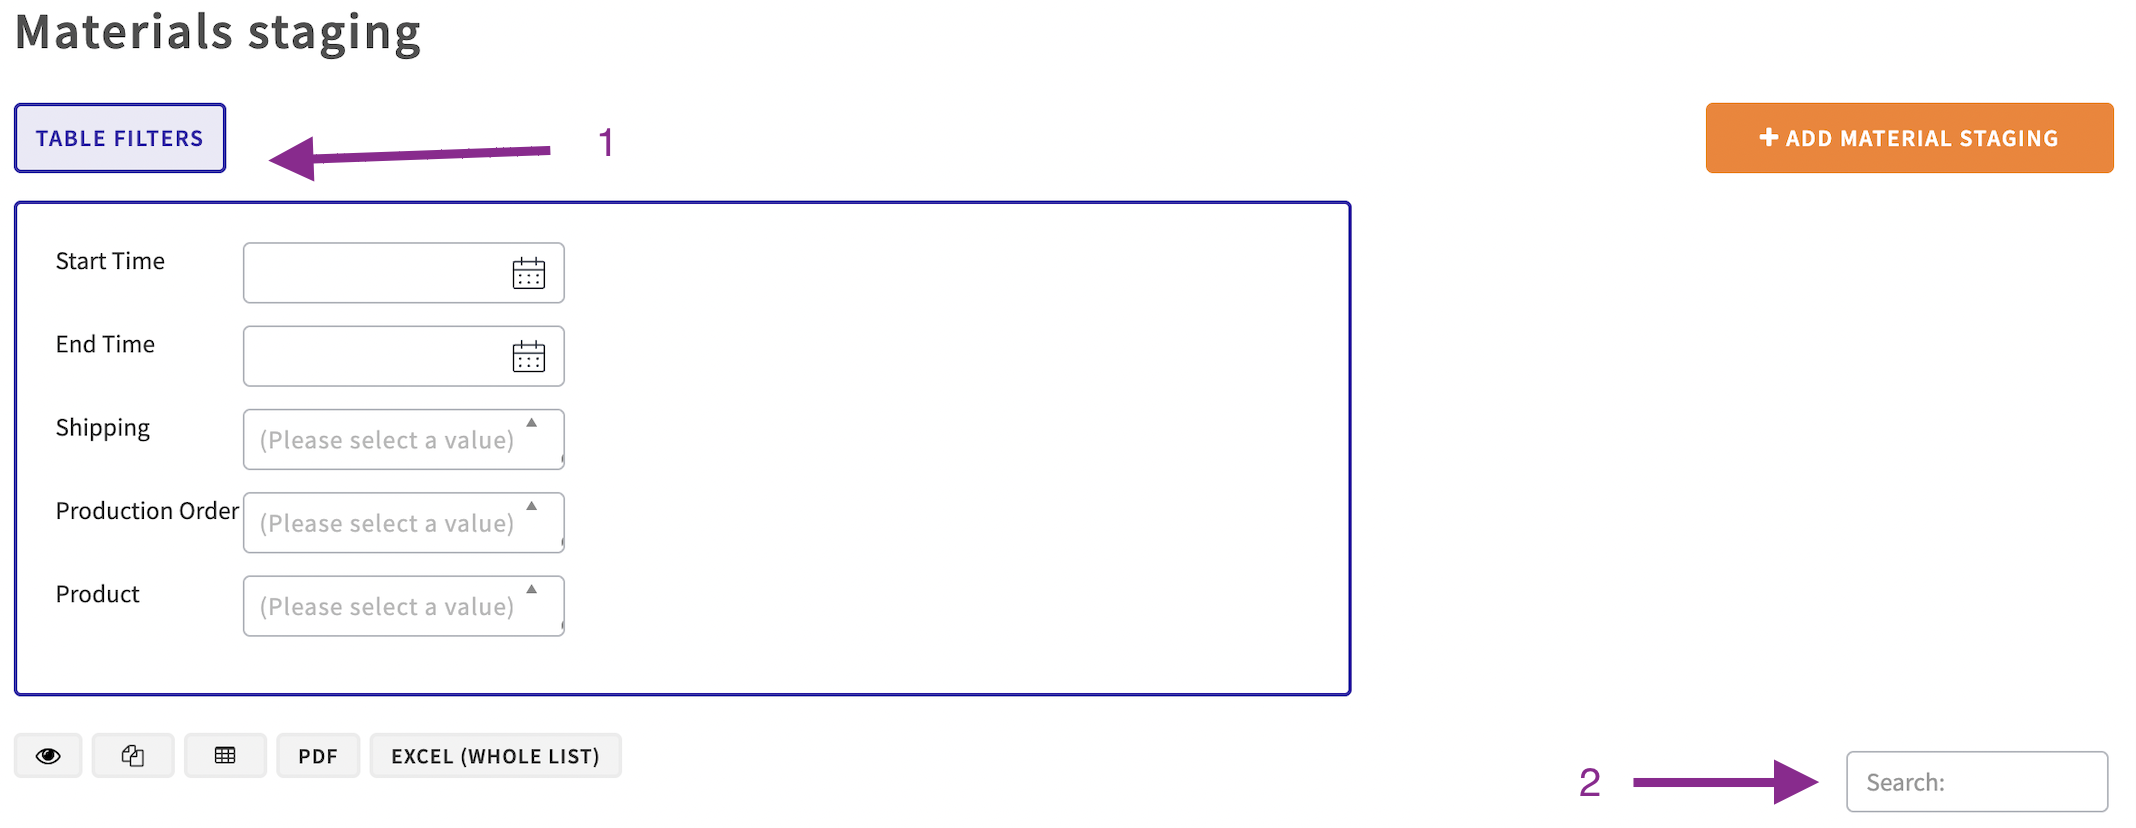 Materials staging
TABLE FILTERS
1
+ ADD MATERIAL STAGING
Start Time
End Time
Shipping
(Please select a value)
Production Order
(Please select a value)
Product
(Please select a value)
PDF
EXCEL (WHOLE LIST)
2
Search: